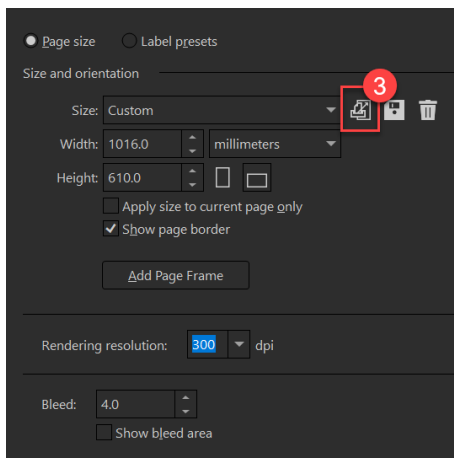 Page size Label presets
Size and orientation
3
Size: Custom
Width: 1016.0 millimeters
Height: 610.0
Apply size to current page only
Show page border
Add Page Frame
Rendering resolution: 300 dpi
Bleed: 4.0
Show bleed area